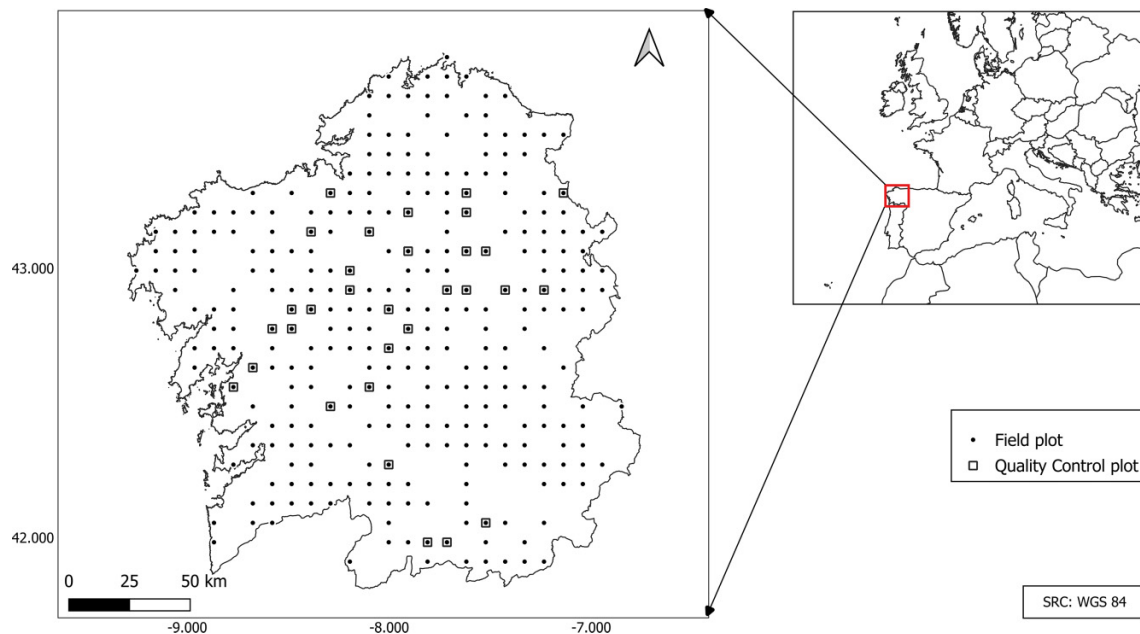 43.000
42.000
0 25 50 km
-9.000 -8.000 -7.000
Field plot
Quality Control plot
SRC: WGS 84